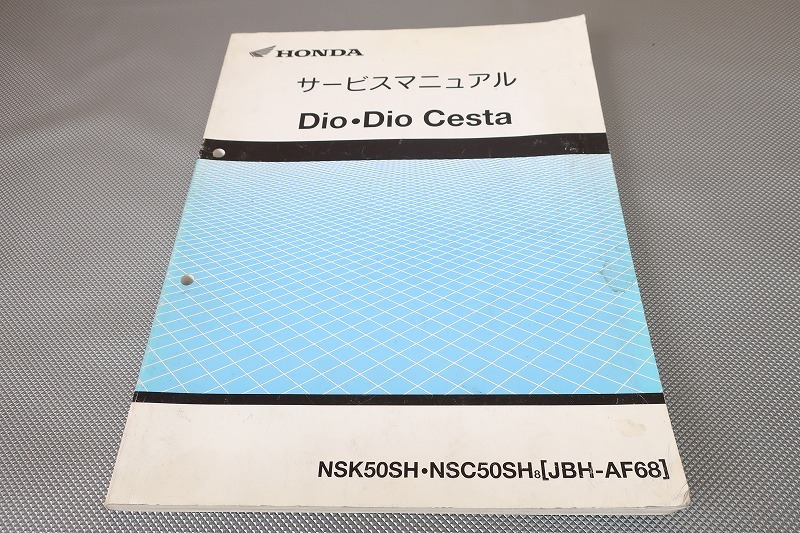 HONDA
サービスマニュアル
Dio・Dio Cesta
NSK50SH・NSC50SH8[JBH-AF68]